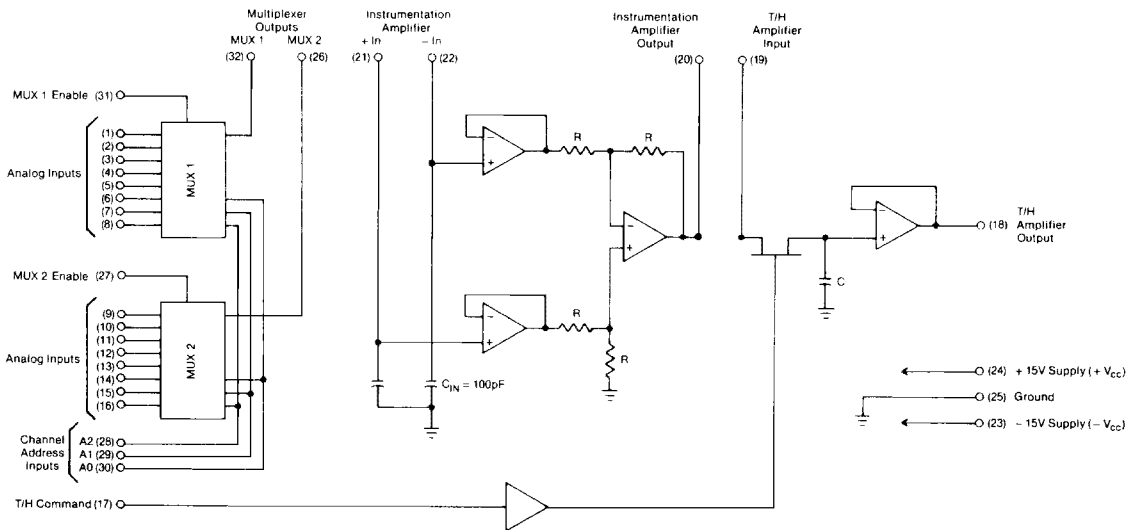 Multiplexer
Outputs
MUX 1 MUX 2
(32) (26)
Instrumentation
Amplifier
+ In – In
(21) (22)
Instrumentation
Amplifier
Output
(20)
T/H
Amplifier
Input
(19)
MUX 1 Enable (31)
Analog Inputs
(1)
(2)
(3)
(4)
(5)
(6)
(7)
(8)
MUX 1
MUX 2 Enable (27)
Analog Inputs
(9)
(10)
(11)
(12)
(13)
(14)
(15)
(16)
MUX 2
Channel
Address
Inputs
A2 (28)
A1 (29)
A0 (30)
T/H Command (17)
R
R
R
R
CIN = 100pF
C
(18) T/H
Amplifier
Output
(24) + 15V Supply (+ Vcc)
(25) Ground
(23) – 15V Supply (– Vcc)